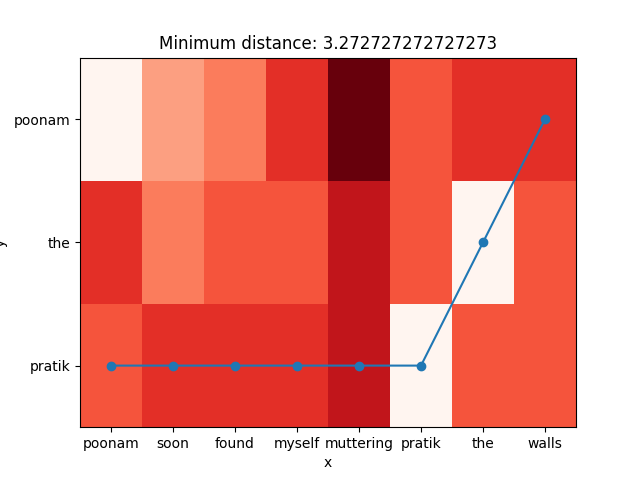 Minimum distance: 3.272727272727273
poonam
the
y
pratik
poonam soon found myself muttering pratik the walls
x